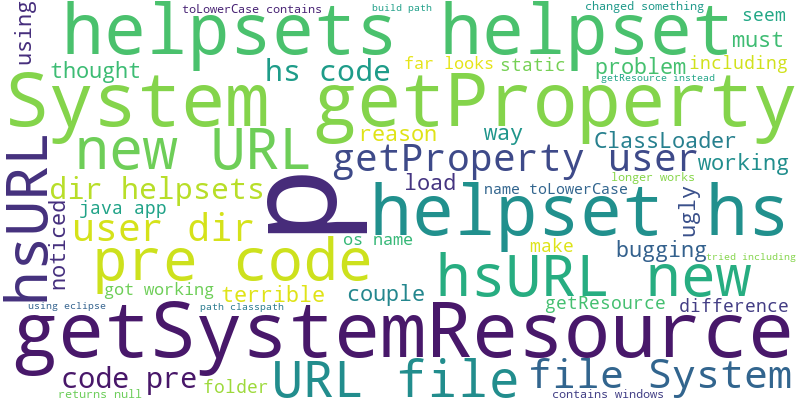 toLowerCase contains
build path
changed something
using
helpsets helpset
seem
must
thought
hs code
far looks
static
problem
including
getResource instead
System getProperty
reason
way
ClassLoader
new URL
getProperty user
working
hsURL
dir helpsets
load
name toLowerCase
longer works
p
helpset hs
noticed
java app
user dir
os name
make
bugging
ugly
tried including
pre code
hsURL new
got working
terrible
couple
getResource
difference
using eclipse
path classpath
getSystemResource
code pre
folder
URL file
file System
returns null
contains windows